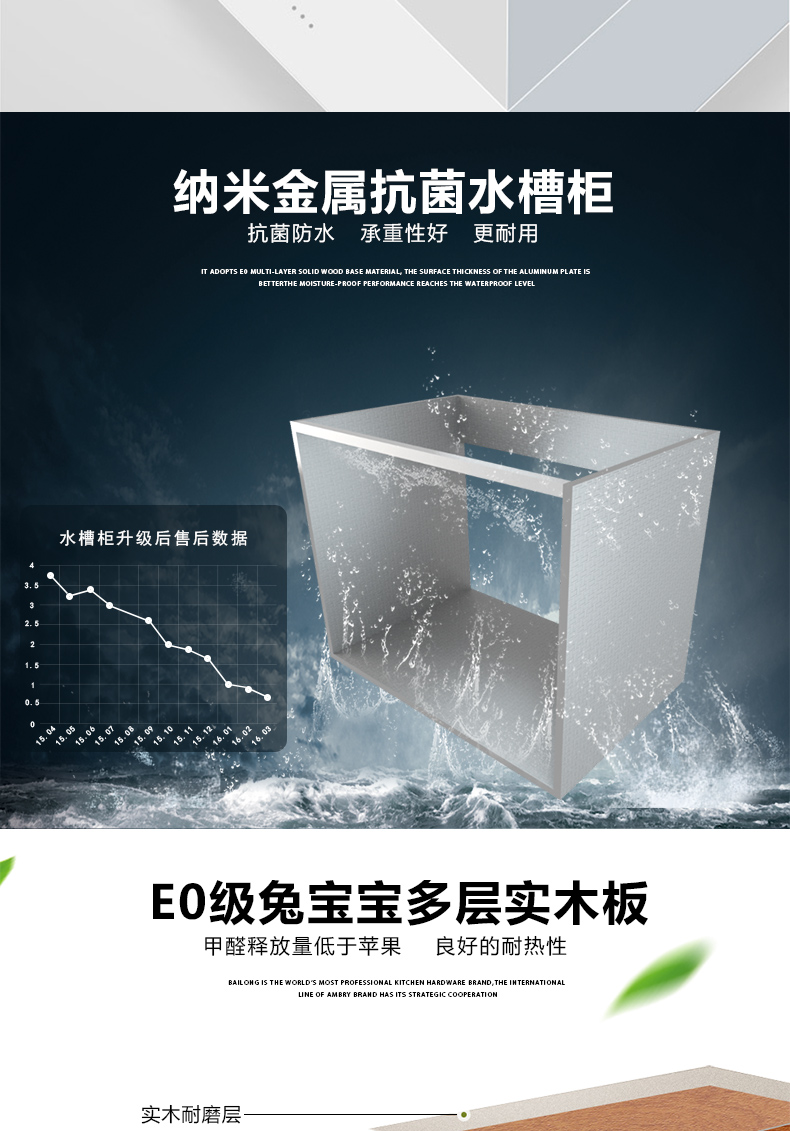 纳米金属抗菌水槽柜
抗菌防水 承重性好 更耐用
IT ADOPTS E0 MULTI-LAYER SOLID WOOD BASE MATERIAL, THE SURFACE THICKNESS OF THE ALUMINUM PLATE IS
BETTERTHE MOISTURE-PROOF PERFORMANCE REACHES THE WATERPROOF LEVEL
水槽柜升级后售后数据
4
3.5
3
2.5
2
1.5
1
0.5
0
15.04 15.05 15.06 15.07 15.08 15.09 15.10 15.11 15.12 16.01 16.02 16.03
E0级兔宝宝多层实木板
甲醛释放量低于苹果 良好的耐热性
BAILONG IS THE WORLD'S MOST PROFESSIONAL KITCHEN HARDWARE BRAND,THE INTERNATIONAL
LINE OF AMBRY BRAND HAS ITS STRATEGIC COOPERATION
实木耐磨层